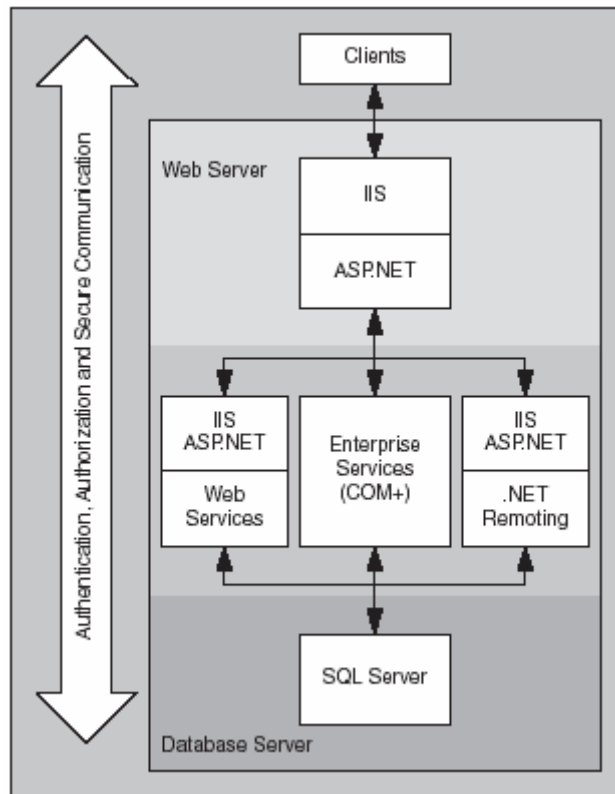 Authentication, Authorization and Secure Communication
Clients
Web Server
IIS
ASP.NET
IIS
ASP.NET
Web
Services
Enterprise
Services
(COM+)
IIS
ASP.NET
.NET
Remoting
SQL Server
Database Server